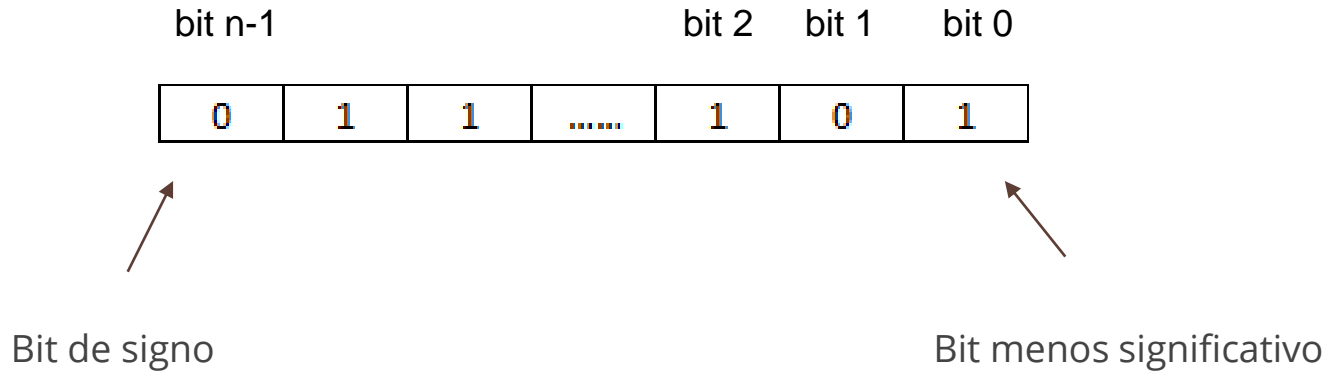 bit n-1 bit 2 bit 1 bit 0
0 1 1 ...... 1 0 1
Bit de signo Bit menos significativo